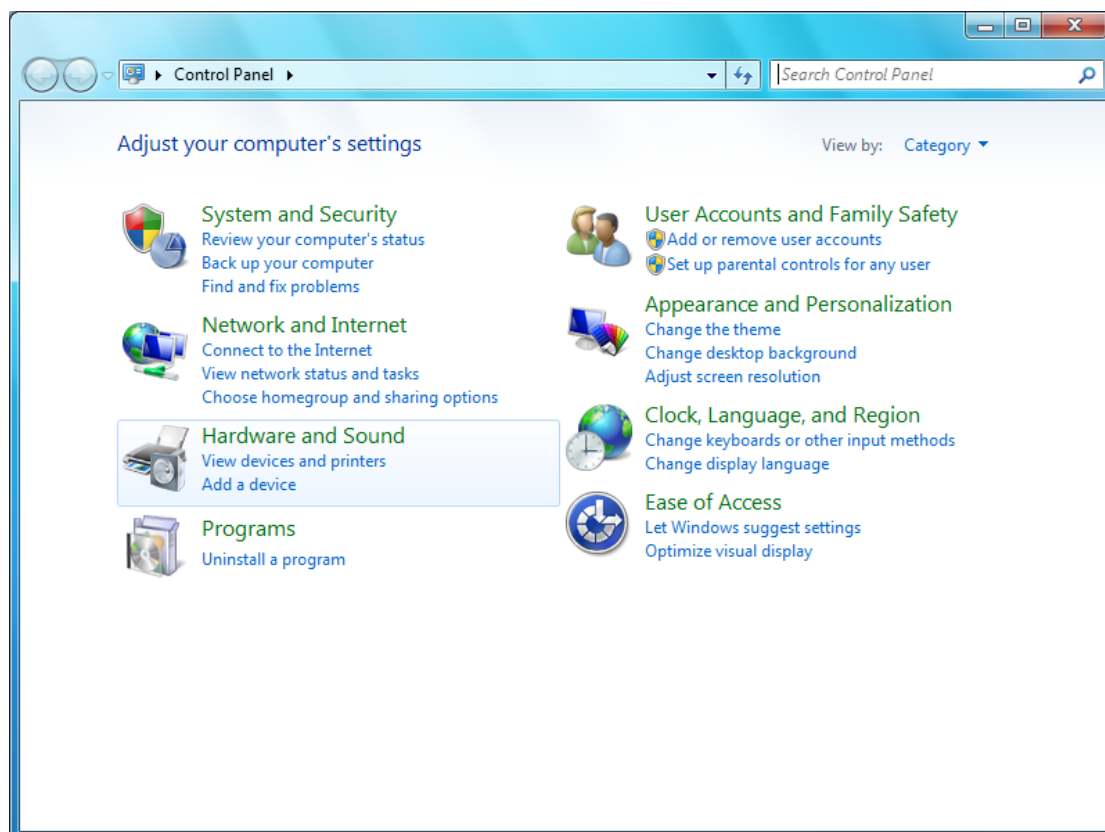 Control Panel
Search Control Panel
Adjust your computer's settings
View by: Category
System and Security
Review your computer's status
Back up your computer
Find and fix problems
Network and Internet
Connect to the Internet
View network status and tasks
Choose homegroup and sharing options
Hardware and Sound
View devices and printers
Add a device
Programs
Uninstall a program
User Accounts and Family Safety
Add or remove user accounts
Set up parental controls for any user
Appearance and Personalization
Change the theme
Change desktop background
Adjust screen resolution
Clock, Language, and Region
Change keyboards or other input methods
Change display language
Ease of Access
Let Windows suggest settings
Optimize visual display